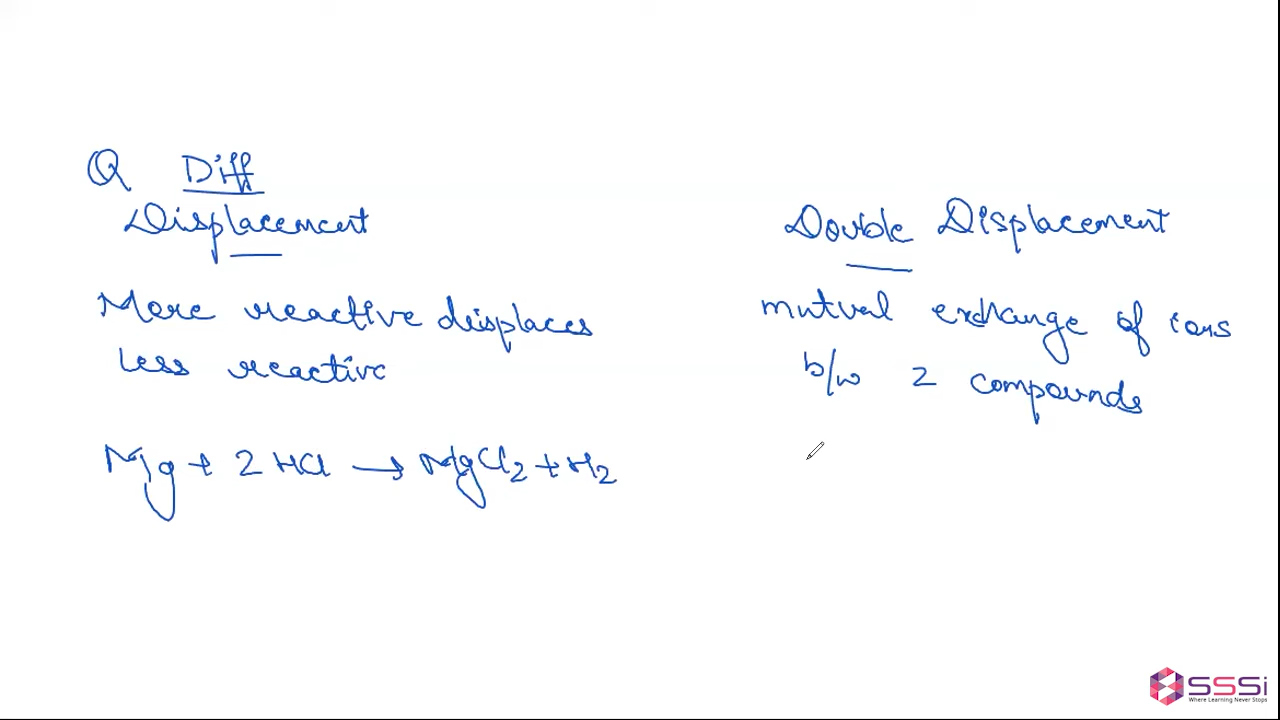 Q Diff
Displacement
More reactive displaces
less reactive
Mg + 2 HCl → MgCl2 + H2
Double Displacement
mutual exchange of ions
b/w 2 compounds
SSSi
Where Learning Never Stops